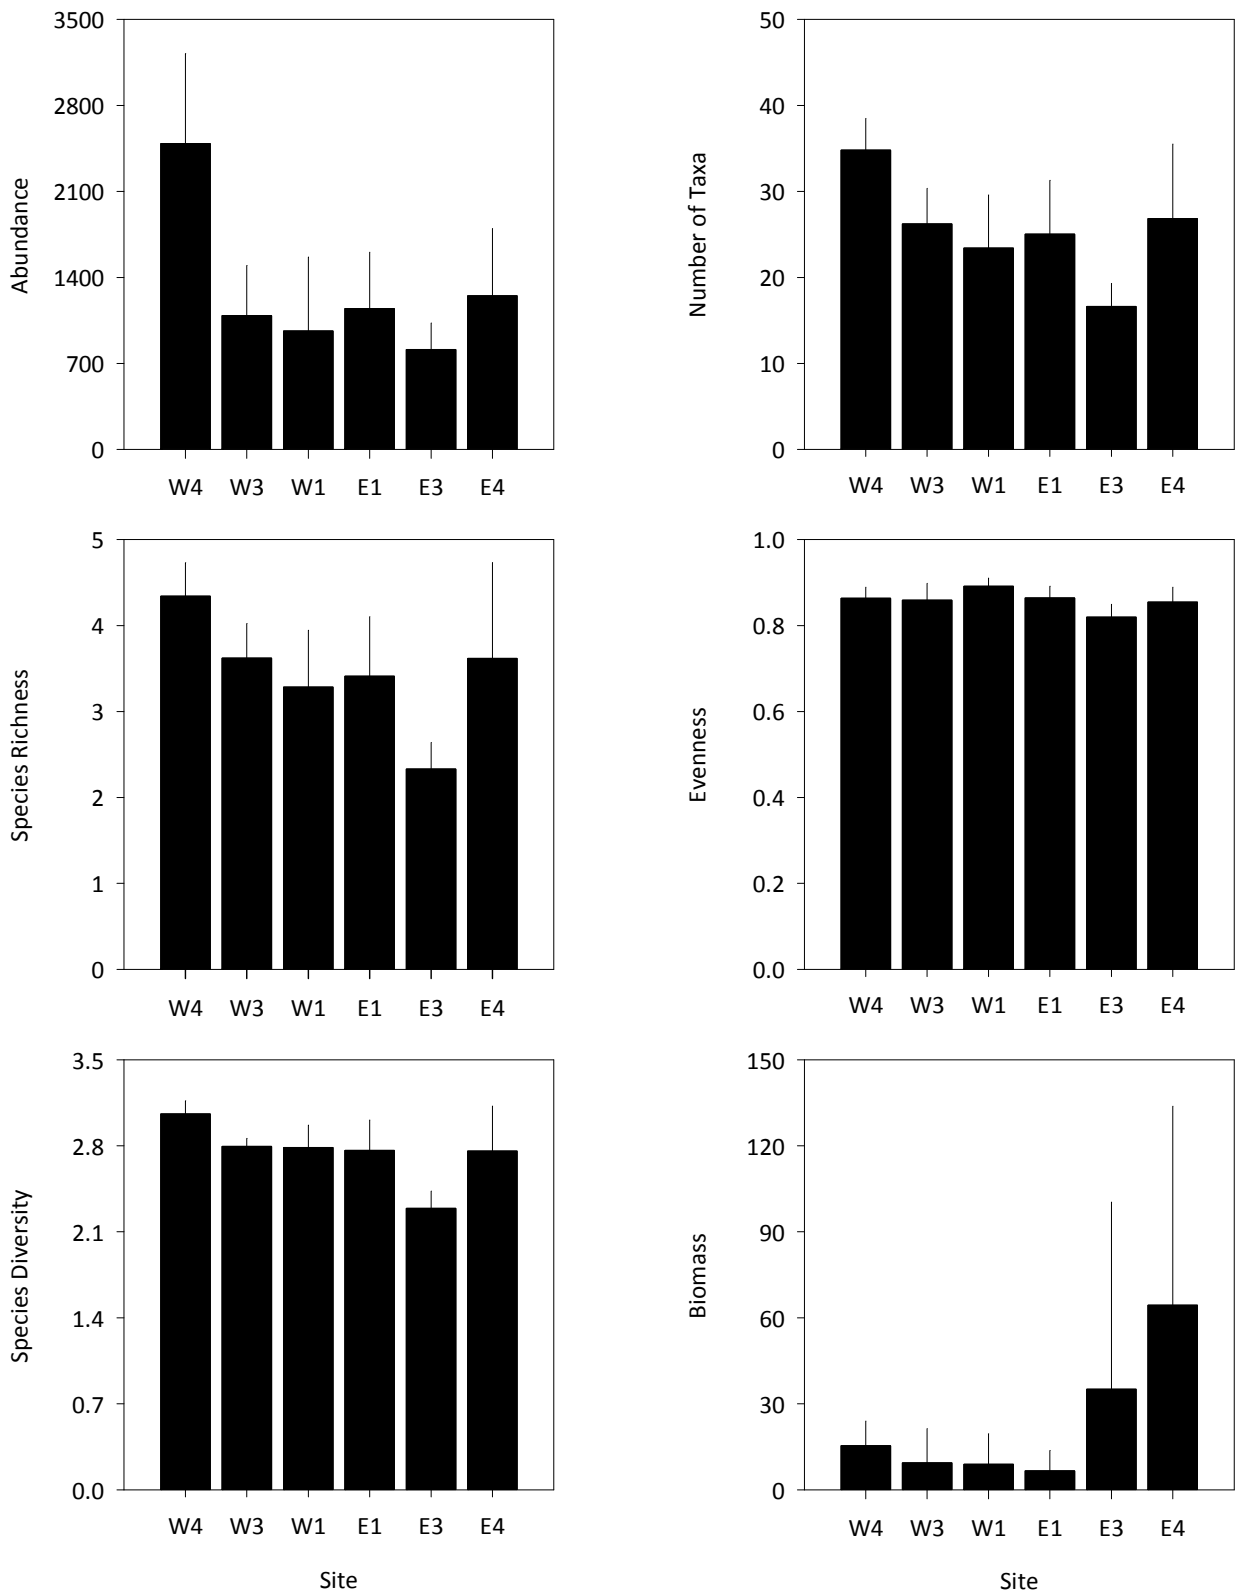 3500
2800
2100
1400
700
0
Abundance
W4 W3 W1 E1 E3 E4
50
40
30
20
10
0
Number of Taxa
W4 W3 W1 E1 E3 E4
5
4
3
2
1
0
Species Richness
W4 W3 W1 E1 E3 E4
1.0
0.8
0.6
0.4
0.2
0.0
Evenness
W4 W3 W1 E1 E3 E4
3.5
2.8
2.1
1.4
0.7
0.0
Species Diversity
W4 W3 W1 E1 E3 E4
Site
150
120
90
60
30
0
Biomass
W4 W3 W1 E1 E3 E4
Site